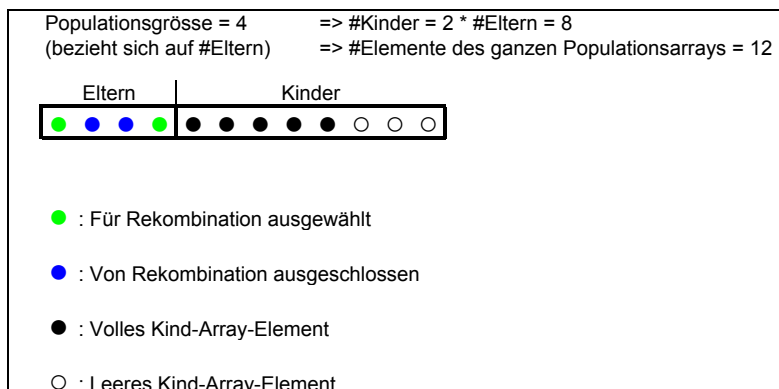 Populationsgrösse = 4 => #Kinder = 2 * #Eltern = 8
(bezieht sich auf #Eltern) => #Elemente des ganzen Populationsarrays = 12
Eltern Kinder
: Für Rekombination ausgewählt
: Von Rekombination ausgeschlossen
: Volles Kind-Array-Element
: Leeres Kind-Array-Element